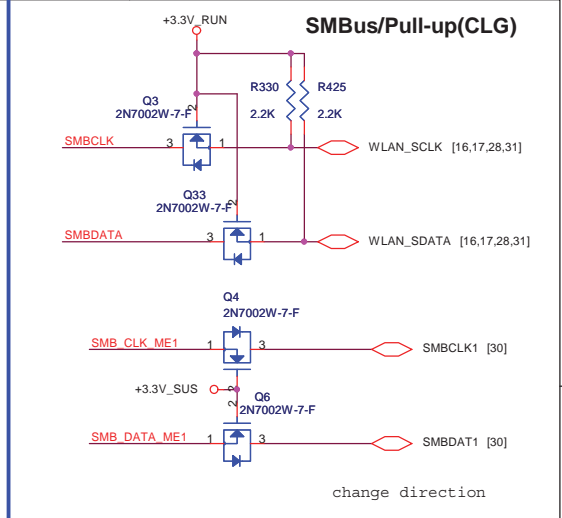 +3.3V_RUN
SMBus/Pull-up(CLG)
R330 R425
2.2K 2.2K
Q3
2N7002W-7-F
2
SMBCLK 3 1 WLAN_SCLK [16,17,28,31]
Q33
2N7002W-7-F
2
SMBDATA 3 1 WLAN_SDATA [16,17,28,31]
Q4
2N7002W-7-F
SMB_CLK_ME1 1 3 SMBCLK1 [30]
2
+3.3V_SUS
2
Q6
2N7002W-7-F
SMB_DATA_ME1 1 3 SMBDAT1 [30]
change direction